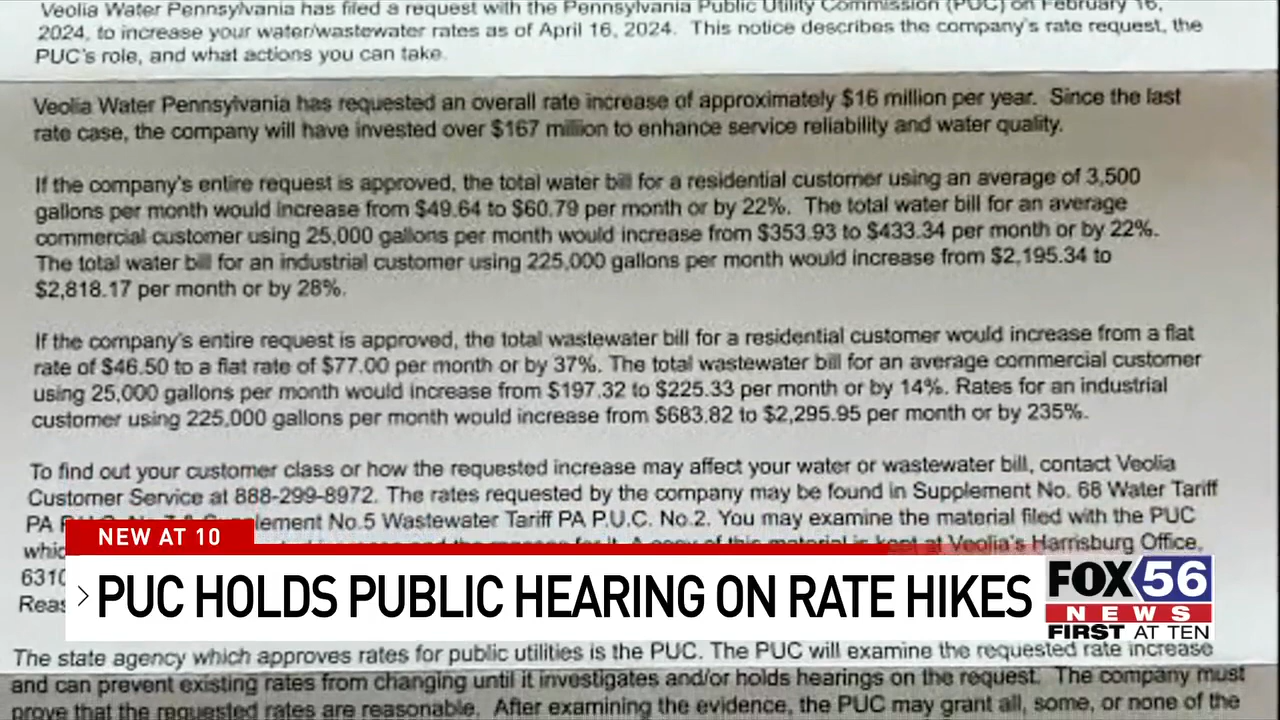 Veolia Water Pennsylvania has filed a request with the Pennsylvania Public Utility Commission (PUC) on February 16,
2024, to increase your water/wastewater rates as of April 16, 2024. This notice describes the company's rate request, the
PUC's role, and what actions you can take.
Veolia Water Pennsylvania has requested an overall rate increase of approximately $16 million per year. Since the last
rate case, the company will have invested over $167 million to enhance service reliability and water quality.
If the company's entire request is approved, the total water bill for a residential customer using an average of 3,500
gallons per month would increase from $49.64 to $60.79 per month or by 22%. The total water bill for an average
commercial customer using 25,000 gallons per month would increase from $353.93 to $433.34 per month or by 22%.
The total water bill for an industrial customer using 225,000 gallons per month would increase from $2,195.34 to
$2,818.17 per month or by 28%.
If the company's entire request is approved, the total wastewater bill for a residential customer would increase from a flat
rate of $46.50 to a flat rate of $77.00 per month or by 37%. The total wastewater bill for an average commercial customer
using 25,000 gallons per month would increase from $197.32 to $225.33 per month or by 14%. Rates for an industrial
customer using 225,000 gallons per month would increase from $683.82 to $2,295.95 per month or by 235%.
To find out your customer class or how the requested increase may affect your water or wastewater bill, contact Veolia
Customer Service at 888-299-8972. The rates requested by the company may be found in Supplement No. 68 Water Tariff
PA lement No.5 Wastewater Tariff PA P.U.C. No.2. You may examine the material filed with the PUC
whic A copy of this material is kept at Veolia's Harrisburg Office,
6310
Reas
NEW AT 10
PUC HOLDS PUBLIC HEARING ON RATE HIKES
FOX 56
NEWS
FIRST AT TEN
The state agency which approves rates for public utilities is the PUC. The PUC will examine the requested rate increase
and can prevent existing rates from changing until it investigates and/or holds hearings on the request. The company must
prove that the requested rates are reasonable. After examining the evidence, the PUC may grant all, some, or none of the